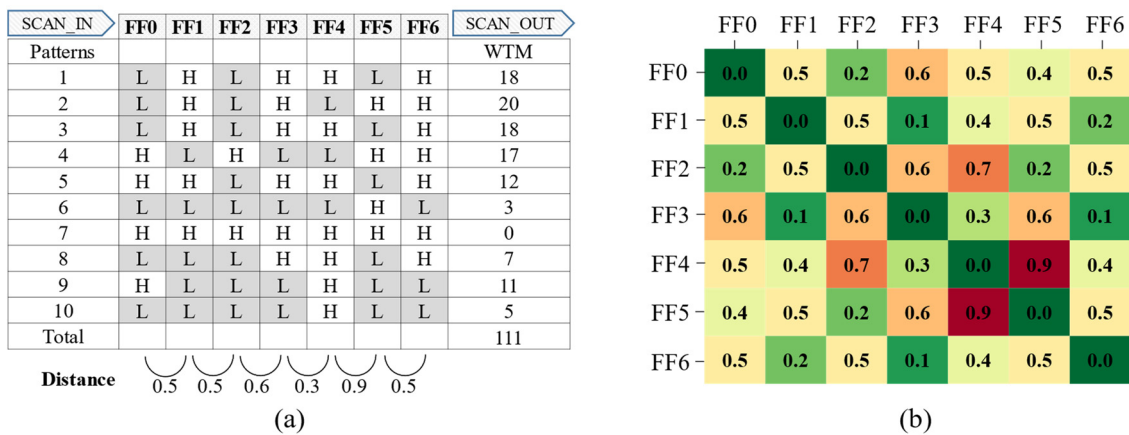 SCAN_IN FF0 FF1 FF2 FF3 FF4 FF5 FF6 SCAN_OUT
Patterns WTM
1 L H L H H L H 18
2 L H L H L H H 20
3 L H L H H L H 18
4 H L H L L H H 17
5 H H L H H L H 12
6 L L L L L H L 3
7 H H H H H H H 0
8 L L L H H L H 7
9 H L L L H L L 11
10 L L L L H L L 5
Total 111
Distance 0.5 0.5 0.6 0.3 0.9 0.5
(a)
FF0 FF1 FF2 FF3 FF4 FF5 FF6
FF0 0.0 0.5 0.2 0.6 0.5 0.4 0.5
FF1 0.5 0.0 0.5 0.1 0.4 0.5 0.2
FF2 0.2 0.5 0.0 0.6 0.7 0.2 0.5
FF3 0.6 0.1 0.6 0.0 0.3 0.6 0.1
FF4 0.5 0.4 0.7 0.3 0.0 0.9 0.4
FF5 0.4 0.5 0.2 0.6 0.9 0.0 0.5
FF6 0.5 0.2 0.5 0.1 0.4 0.5 0.0
(b)